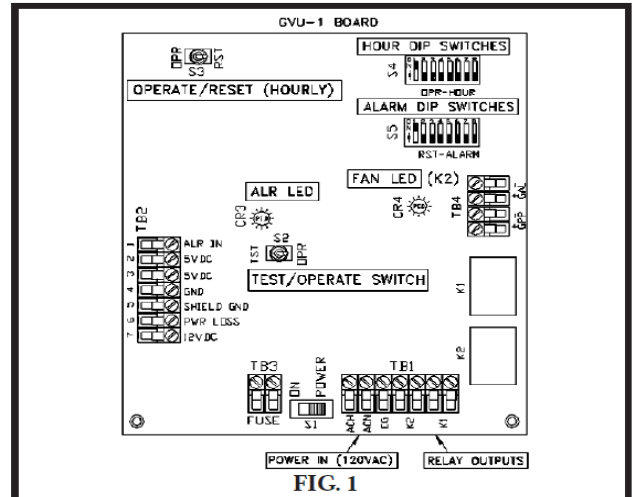 GVU-1 BOARD
OPR
RST
S3
OPERATE/RESET (HOURLY)
HOUR DIP SWITCHES
S4
OPR-HOUR
ALARM DIP SWITCHES
S5
RST-ALARM
ALR LED
CR3
FAN LED (K2)
CR4
TB4
GAL
GPP
S2
TST
OPR
TEST/OPERATE SWITCH
TB2
1 ALR IN
2 5VDC
3 5VDC
4 GND
5 SHIELD GND
6 PWR LOSS
7 12VDC
K1
K2
TB3
FUSE
ON
POWER
S1
TB1
ACH
ACN
EG
K2
K1
POWER IN (120VAC)
RELAY OUTPUTS
FIG. 1